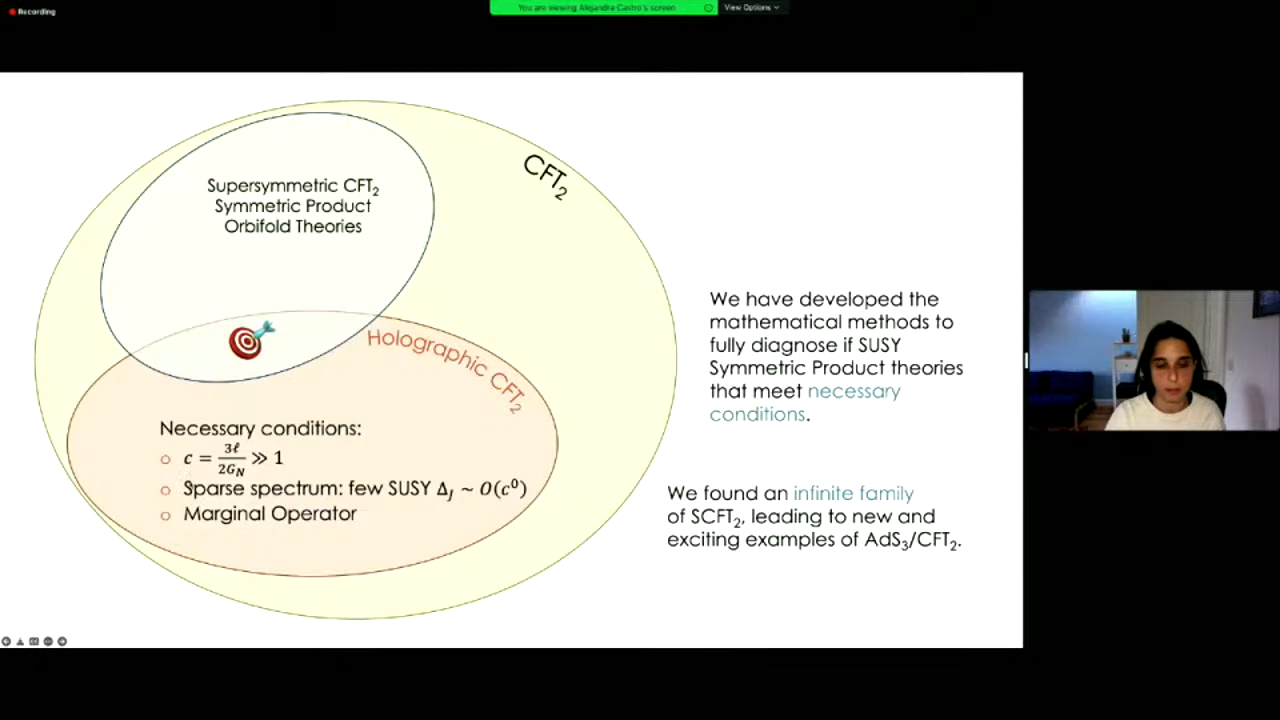 Recording
You are viewing Alejandra Castro's screen
View Options
CFT₂
Supersymmetric CFT₂
Symmetric Product
Orbifold Theories
Holographic CFT₂
Necessary conditions:
○ c = 3ℓ/2G_N ≫ 1
○ Sparse spectrum: few SUSY Δ_J ~ O(c⁰)
○ Marginal Operator
We have developed the
mathematical methods to
fully diagnose if SUSY
Symmetric Product theories
that meet necessary
conditions.
We found an infinite family
of SCFT₂, leading to new and
exciting examples of AdS₃/CFT₂.